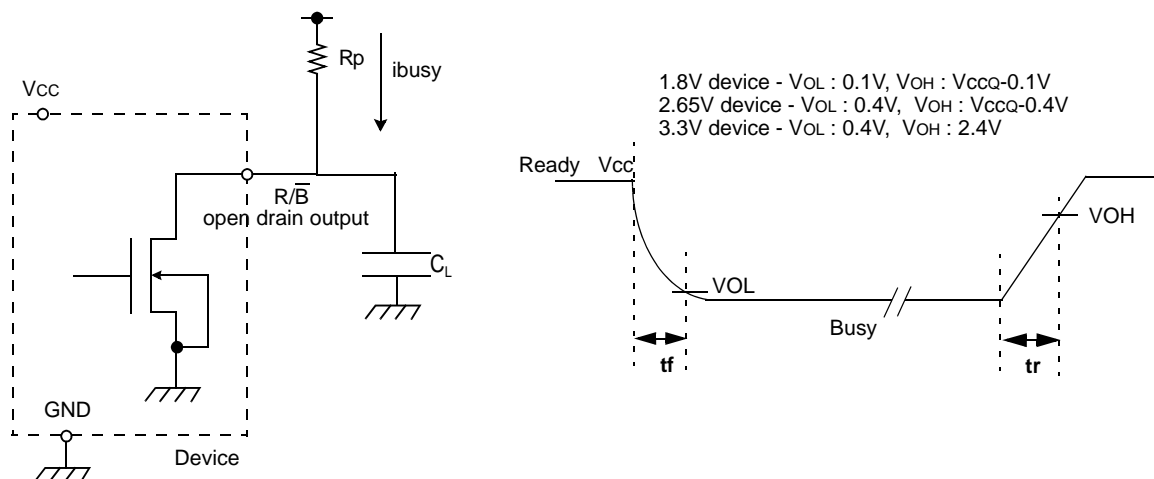 Rp
ibusy
VCC
R/B̅
open drain output
CL
GND
Device
1.8V device - VOL : 0.1V, VOH : VccQ-0.1V
2.65V device - VOL : 0.4V, VOH : VccQ-0.4V
3.3V device - VOL : 0.4V, VOH : 2.4V
Ready Vcc
VOH
VOL
Busy
tf
tr